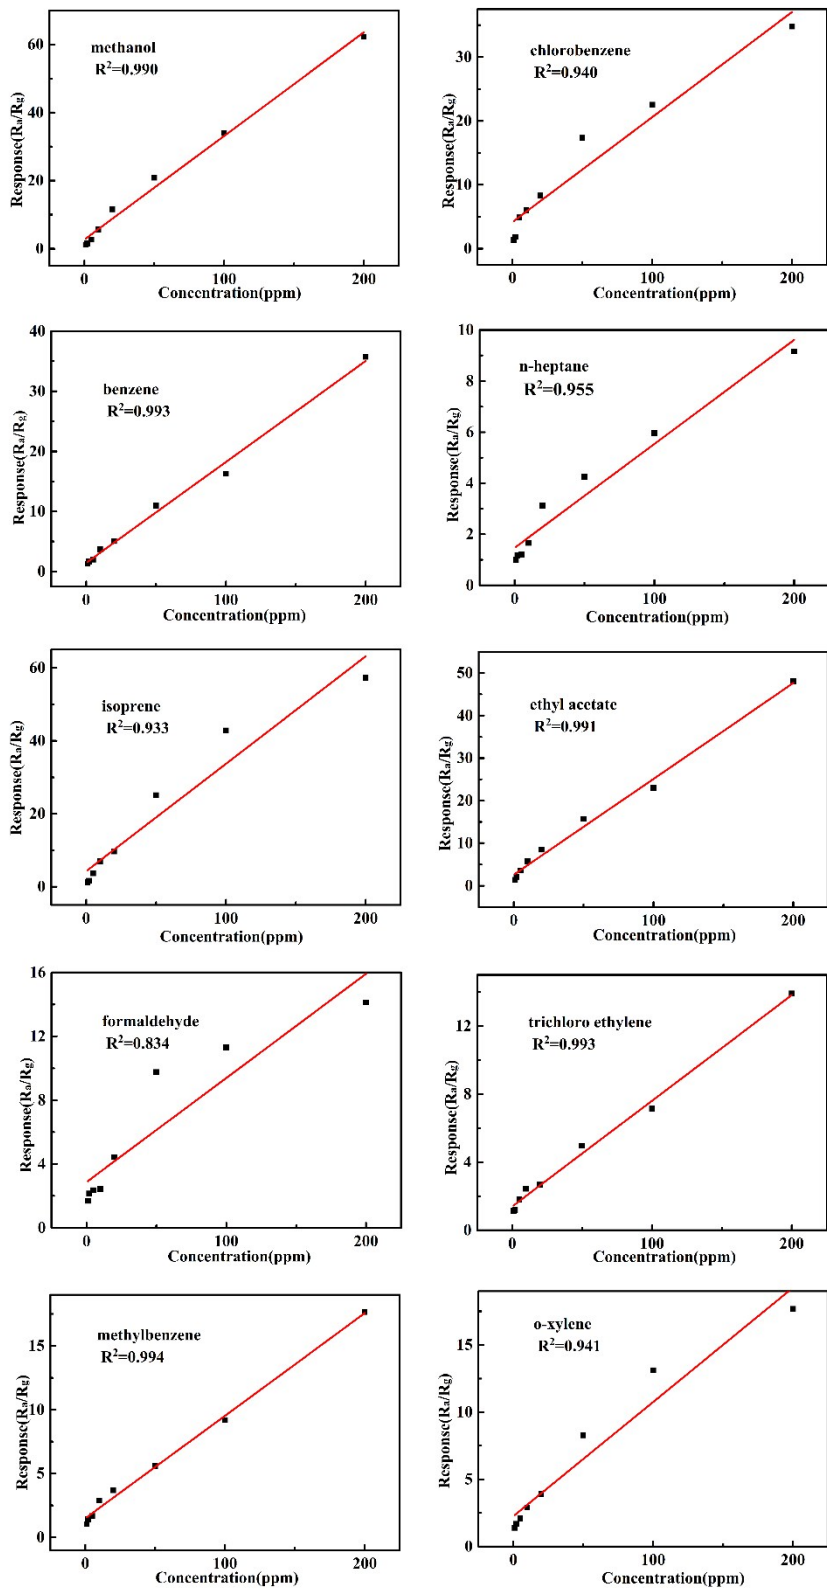 methanol
R²=0.990
Response(Ra/Rg)
60
40
20
0
0
100
200
Concentration(ppm)
chlorobenzene
R²=0.940
Response(Ra/Rg)
30
20
10
0
0
100
200
Concentration(ppm)
benzene
R²=0.993
Response(Ra/Rg)
40
30
20
10
0
0
100
200
Concentration(ppm)
n-heptane
R²=0.955
Response(Ra/Rg)
10
8
6
4
2
0
0
100
200
Concentration(ppm)
isoprene
R²=0.933
Response(Ra/Rg)
60
40
20
0
0
100
200
Concentration(ppm)
ethyl acetate
R²=0.991
Response(Ra/Rg)
50
40
30
20
10
0
0
100
200
Concentration(ppm)
formaldehyde
R²=0.834
Response(Ra/Rg)
16
12
8
4
0
0
100
200
Concentration(ppm)
trichloro ethylene
R²=0.993
Response(Ra/Rg)
12
8
4
0
0
100
200
Concentration(ppm)
methylbenzene
R²=0.994
Response(Ra/Rg)
15
10
5
0
0
100
200
Concentration(ppm)
o-xylene
R²=0.941
Response(Ra/Rg)
15
10
5
0
0
100
200
Concentration(ppm)